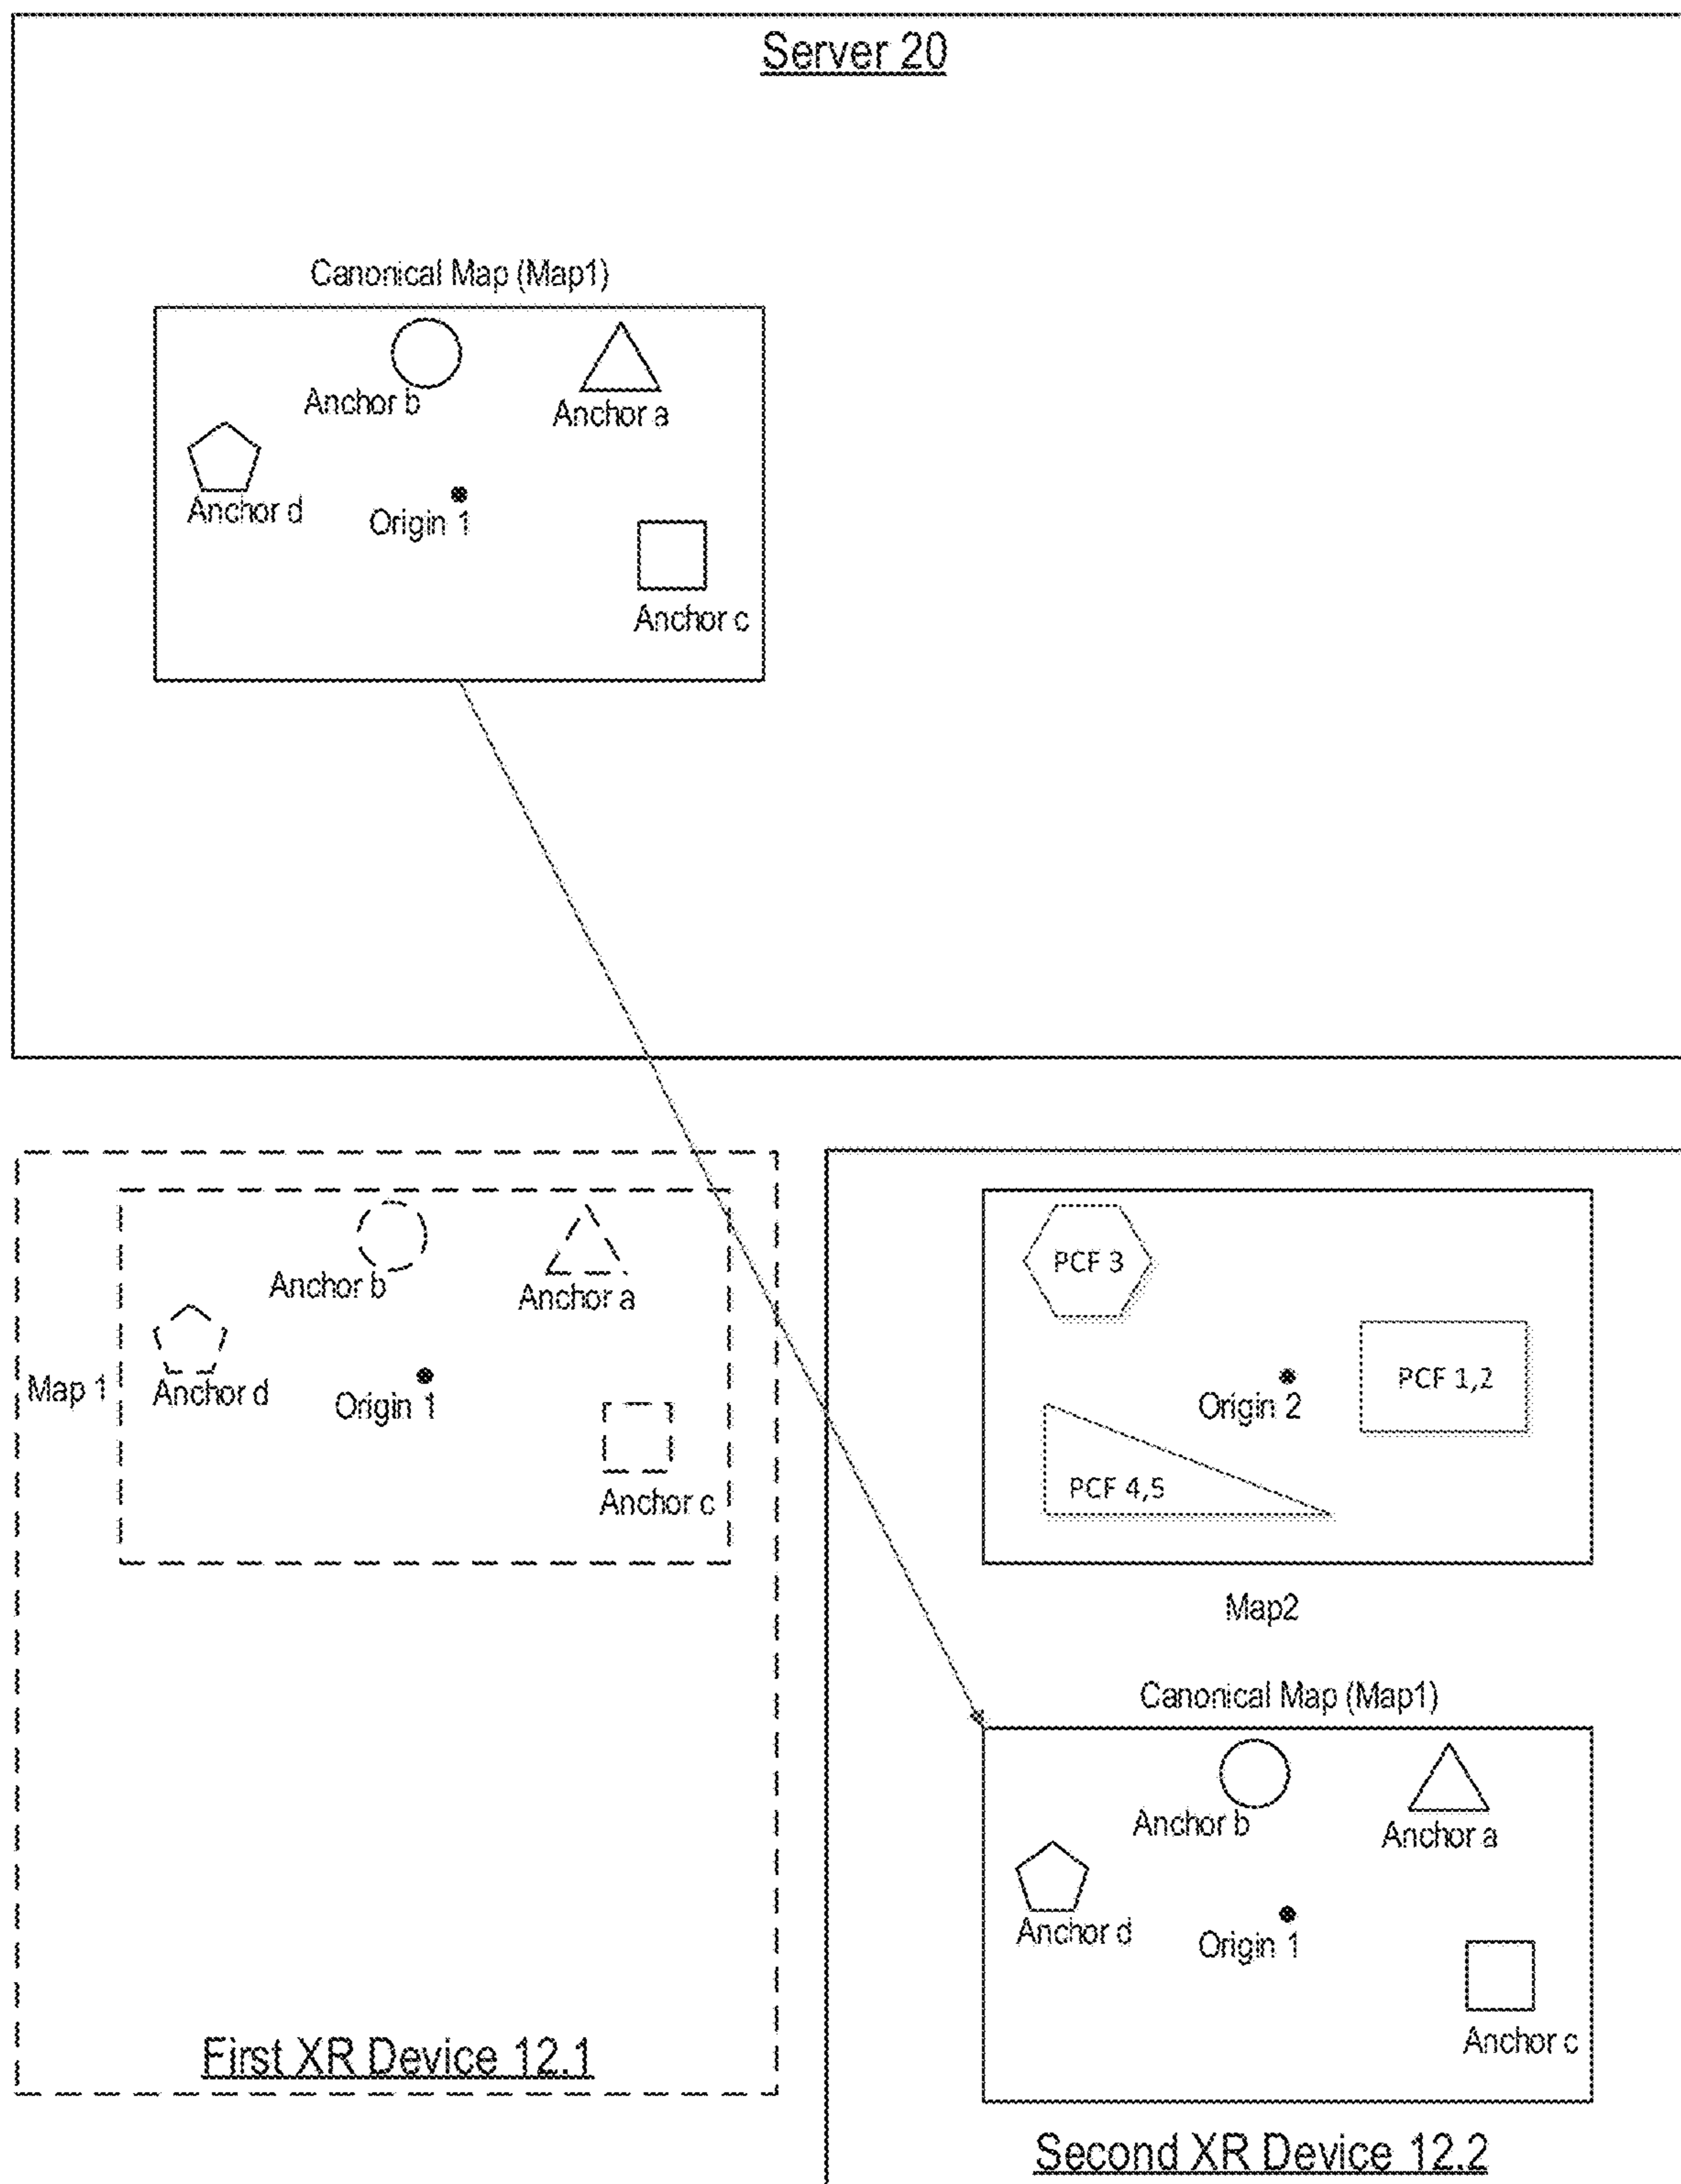 Server 20
Canonical Map (Map1)
Anchor b
Anchor a
Anchor d
Origin 1
Anchor c
Anchor b
Anchor a
Map 1
Anchor d
Origin 1
Anchor c
First XR Device 12.1
PCF 3
PCF 1,2
Origin 2
PCF 4,5
Map2
Canonical Map (Map1)
Anchor b
Anchor a
Anchor d
Origin 1
Anchor c
Second XR Device 12.2